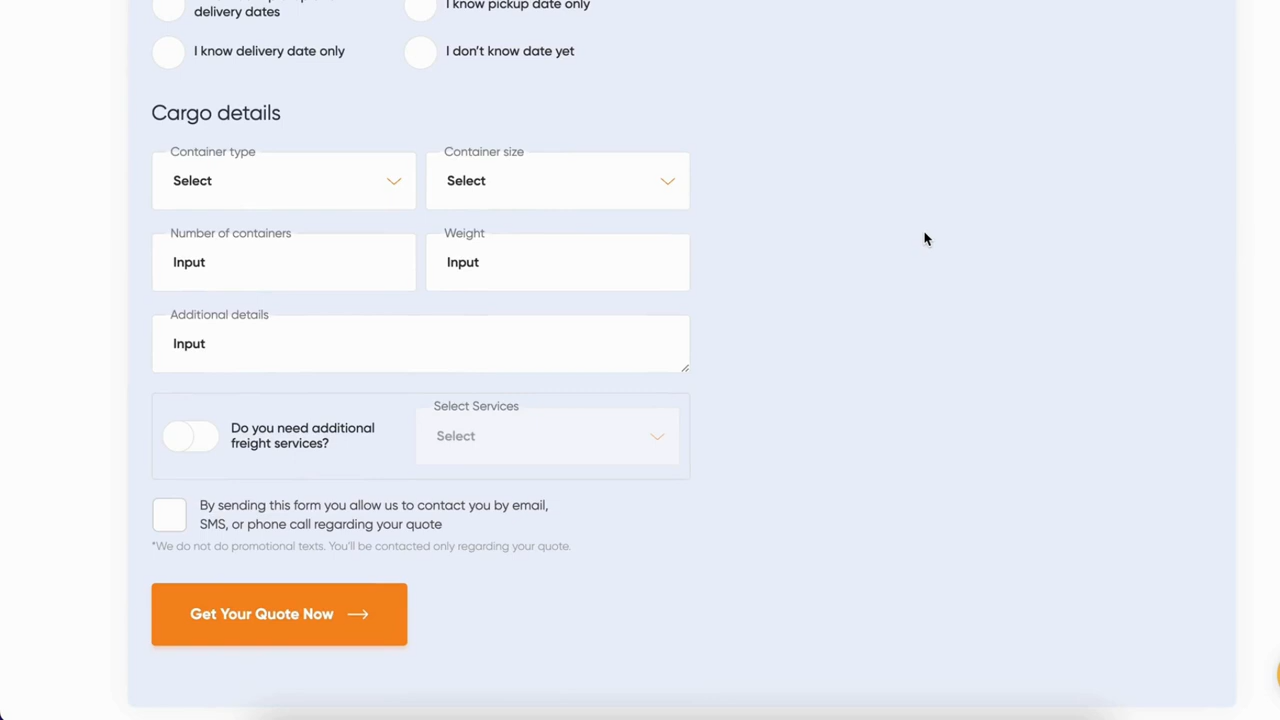 delivery dates
I know pickup date only
I know delivery date only
I don't know date yet
Cargo details
Container type
Container size
Select
Select
Number of containers
Weight
Input
Input
Additional details
Input
Do you need additional
freight services?
Select Services
Select
By sending this form you allow us to contact you by email,
SMS, or phone call regarding your quote
*We do not do promotional texts. You'll be contacted only regarding your quote.
Get Your Quote Now